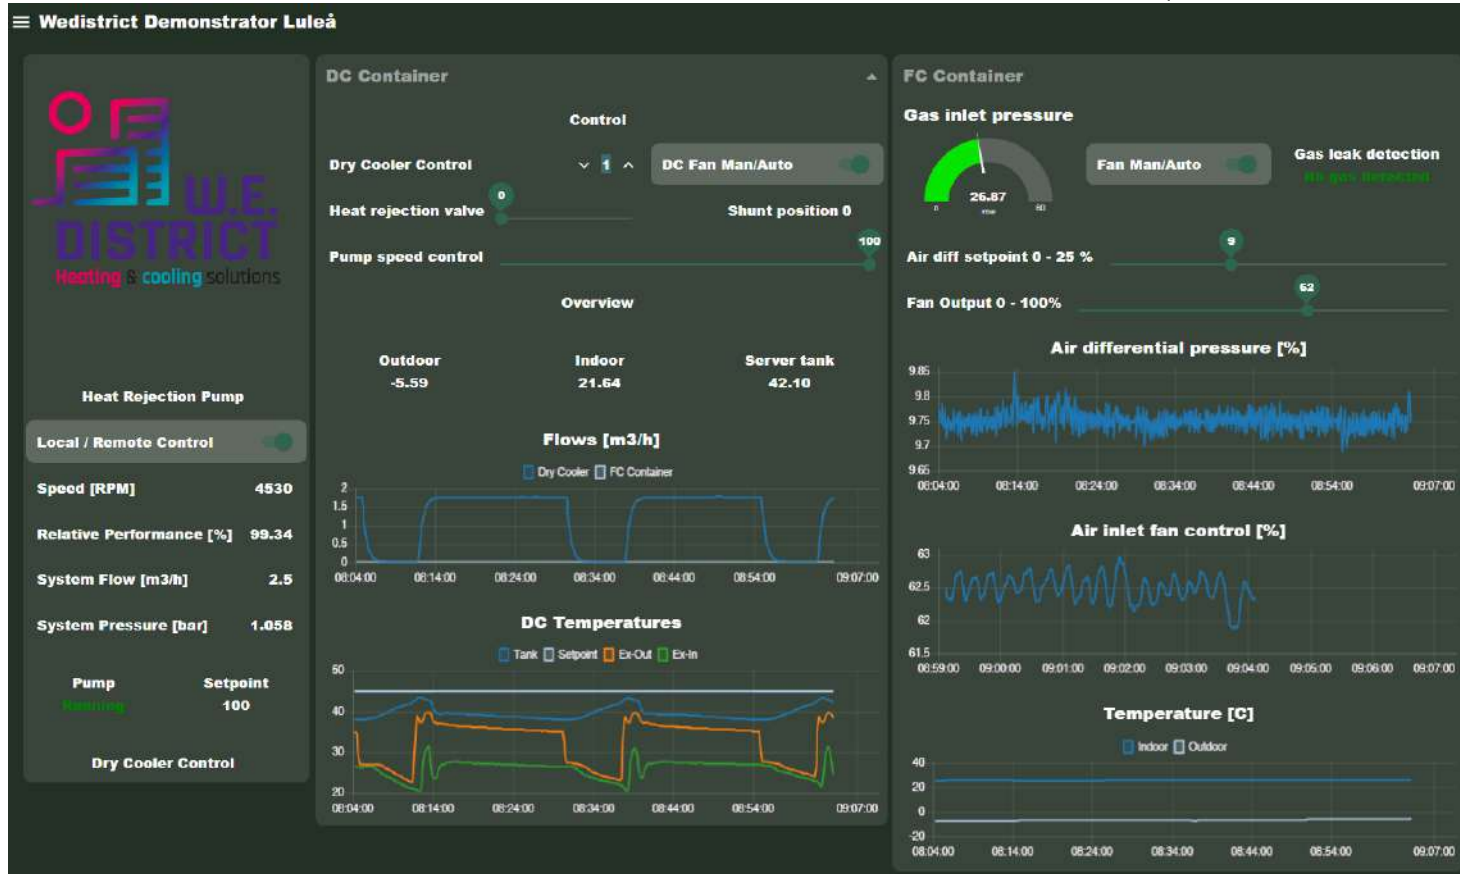 Wedistrict Demonstrator Luleå
W.E.
DISTRICT
Heating & cooling solutions
Heat Rejection Pump
Local / Remote Control
Speed [RPM] 4530
Relative Performance [%] 99.34
System Flow [m3/h] 2.5
System Pressure [bar] 1.058
Pump Setpoint
Running 100
Dry Cooler Control
DC Container
Control
Dry Cooler Control 1 DC Fan Man/Auto
0
Heat rejection valve Shunt position 0
100
Pump speed control
Overview
Outdoor Indoor Server tank
-5.59 21.64 42.10
Flows [m3/h]
Dry Cooler FC Container
2
1.5
1
0.5
0
08:04:00 08:14:00 08:24:00 08:34:00 08:44:00 08:54:00 09:07:00
DC Temperatures
Tank Setpoint Ex-Out Ex-In
50
40
30
20
08:04:00 08:14:00 08:24:00 08:34:00 08:44:00 08:54:00 09:07:00
FC Container
Gas inlet pressure
26.87
0 60
Fan Man/Auto
Gas leak detection
No gas detected
9
Air diff setpoint 0 - 25 %
62
Fan Output 0 - 100%
Air differential pressure [%]
9.85
9.8
9.75
9.7
9.65
08:04:00 08:14:00 08:24:00 08:34:00 08:44:00 08:54:00 09:07:00
Air inlet fan control [%]
63
62.5
62
61.5
08:59:00 09:00:00 09:01:00 09:02:00 09:03:00 09:04:00 09:05:00 09:06:00 09:07:00
Temperature [C]
Indoor Outdoor
40
20
0
-20
08:04:00 08:14:00 08:24:00 08:34:00 08:44:00 08:54:00 09:07:00